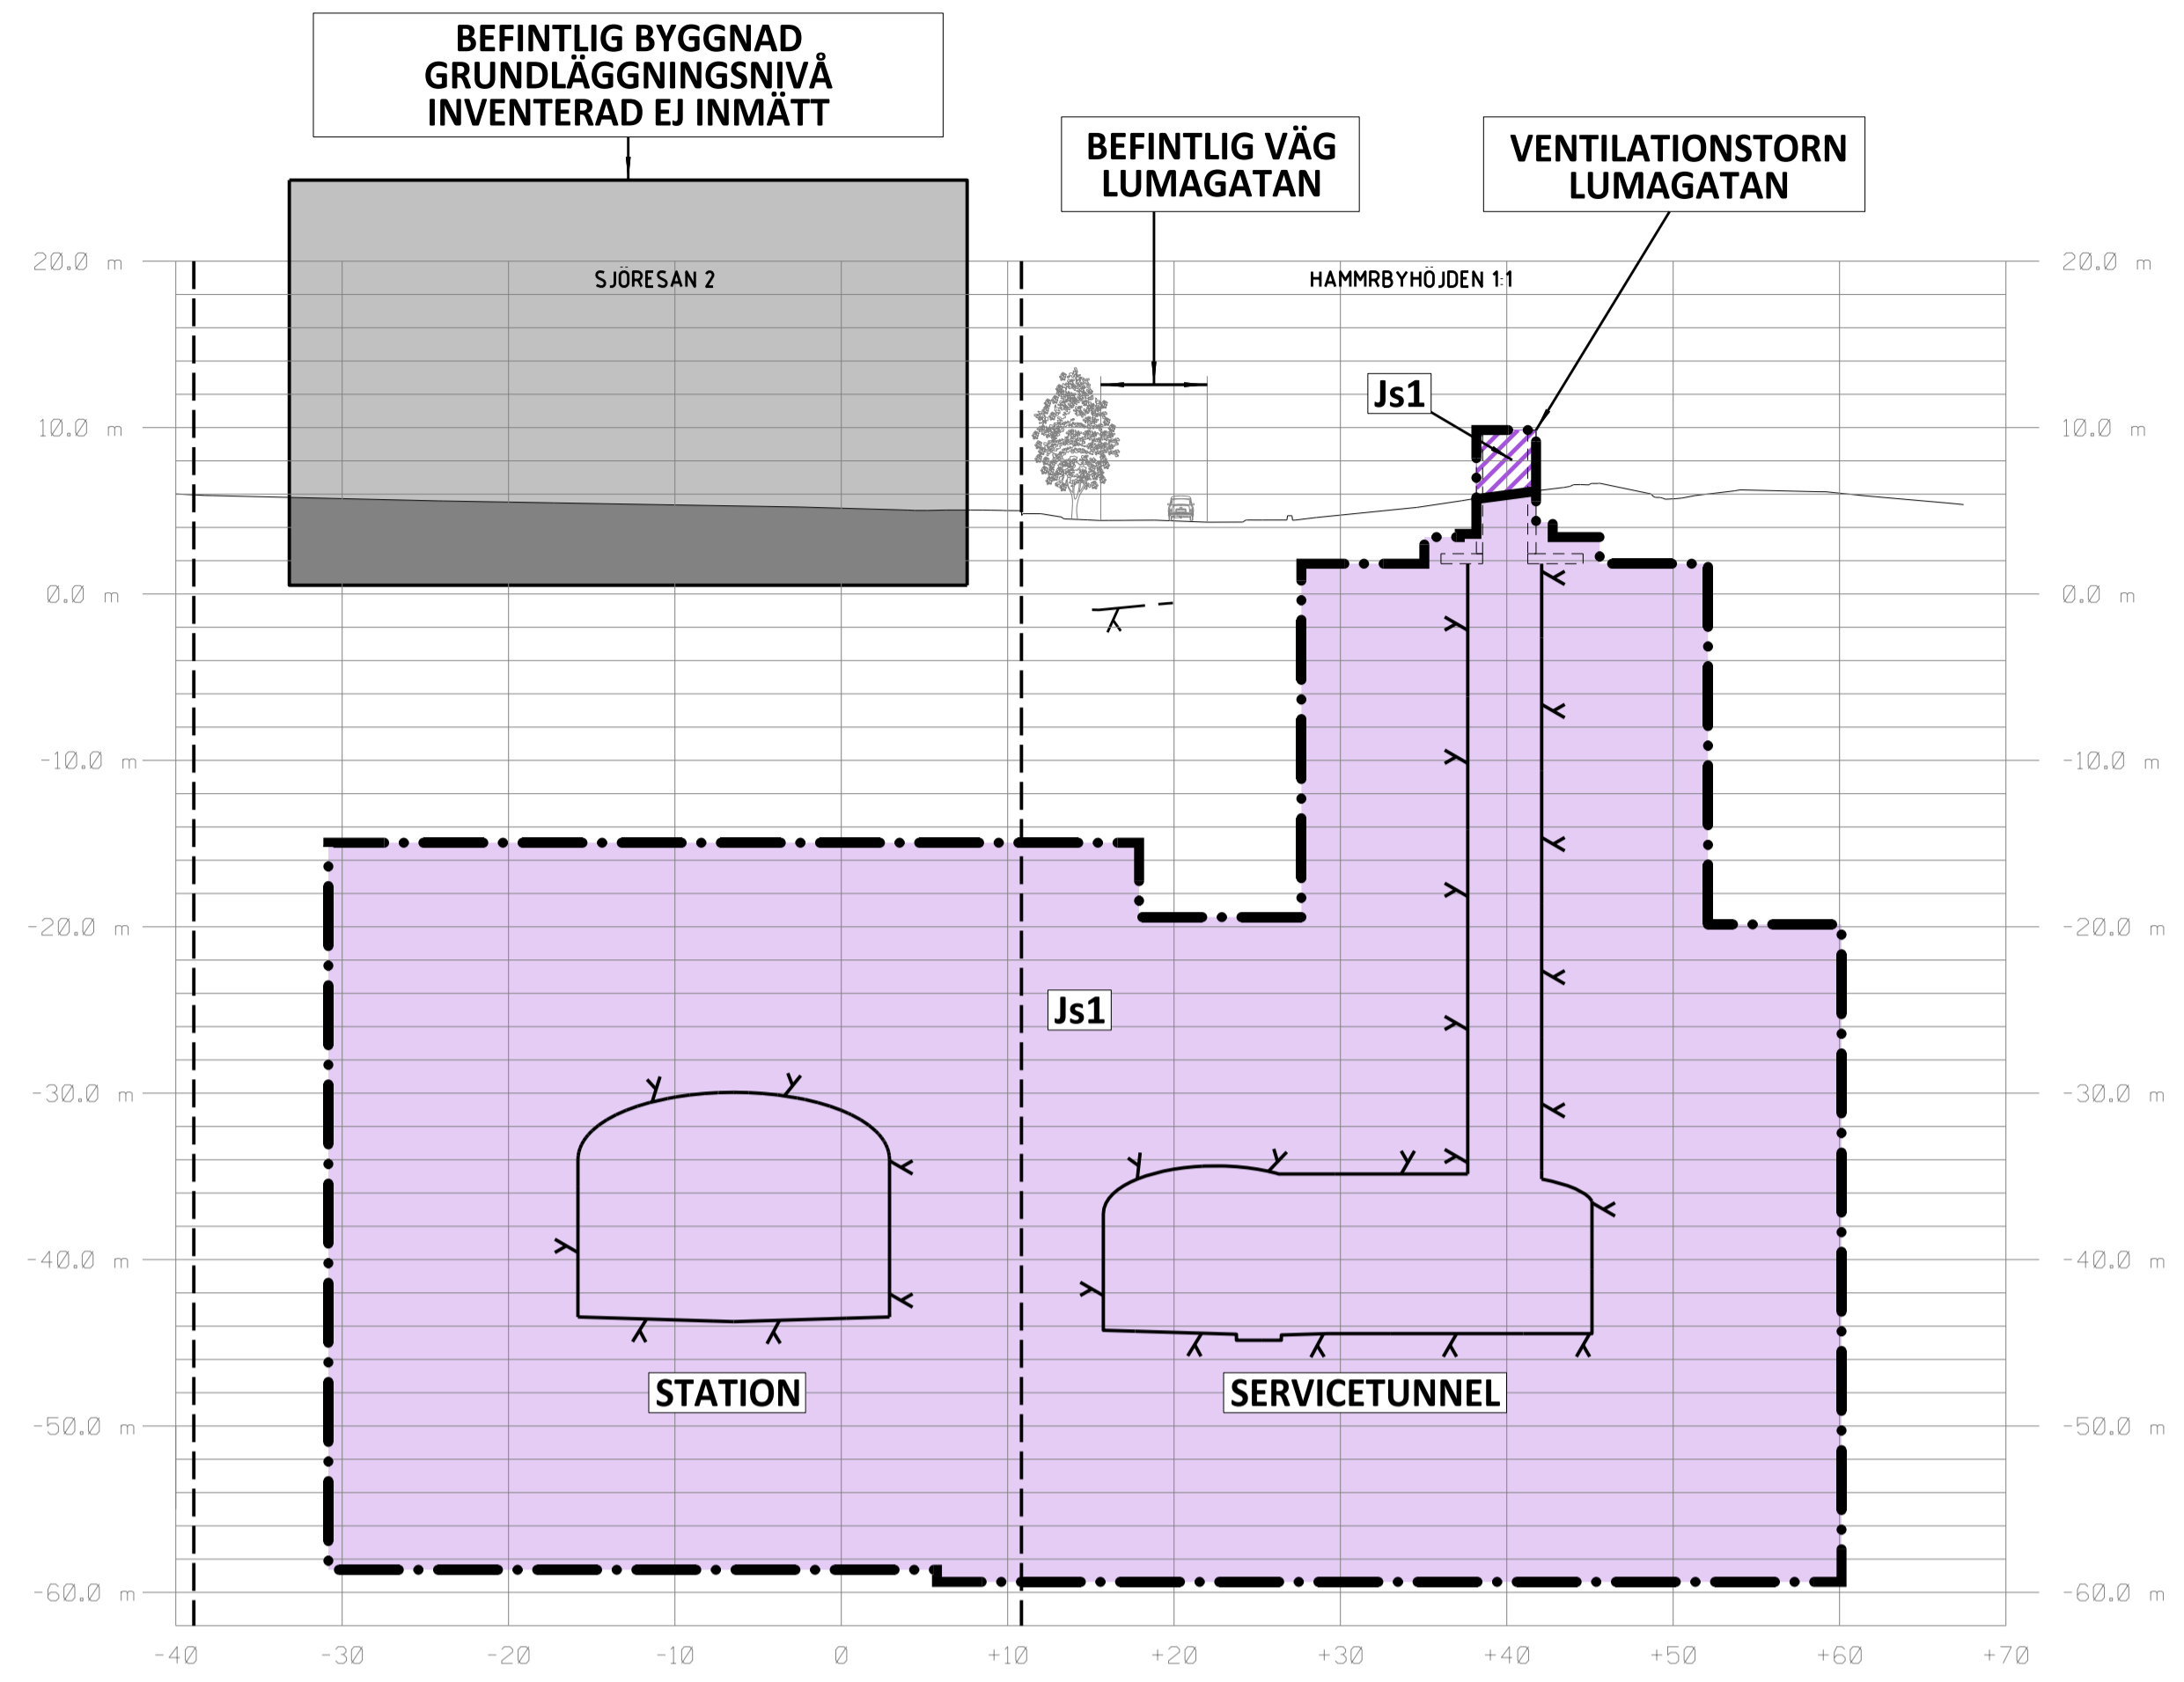 BEFINTLIG BYGGNAD
GRUNDLÄGGNINGSNIVÅ
INVENTERAD EJ INMÄTT
BEFINTLIG VÄG
LUMAGATAN
VENTILATIONSTORN
LUMAGATAN
20.0 m
SJÖRESAN 2
HAMMRBYHÖJDEN 1:1
20.0 m
Js1
10.0 m
10.0 m
0.0 m
0.0 m
-10.0 m
-10.0 m
-20.0 m
-20.0 m
Js1
-30.0 m
-30.0 m
-40.0 m
-40.0 m
STATION
SERVICETUNNEL
-50.0 m
-50.0 m
-60.0 m
-60.0 m
-40 -30 -20 -10 0 +10 +20 +30 +40 +50 +60 +70